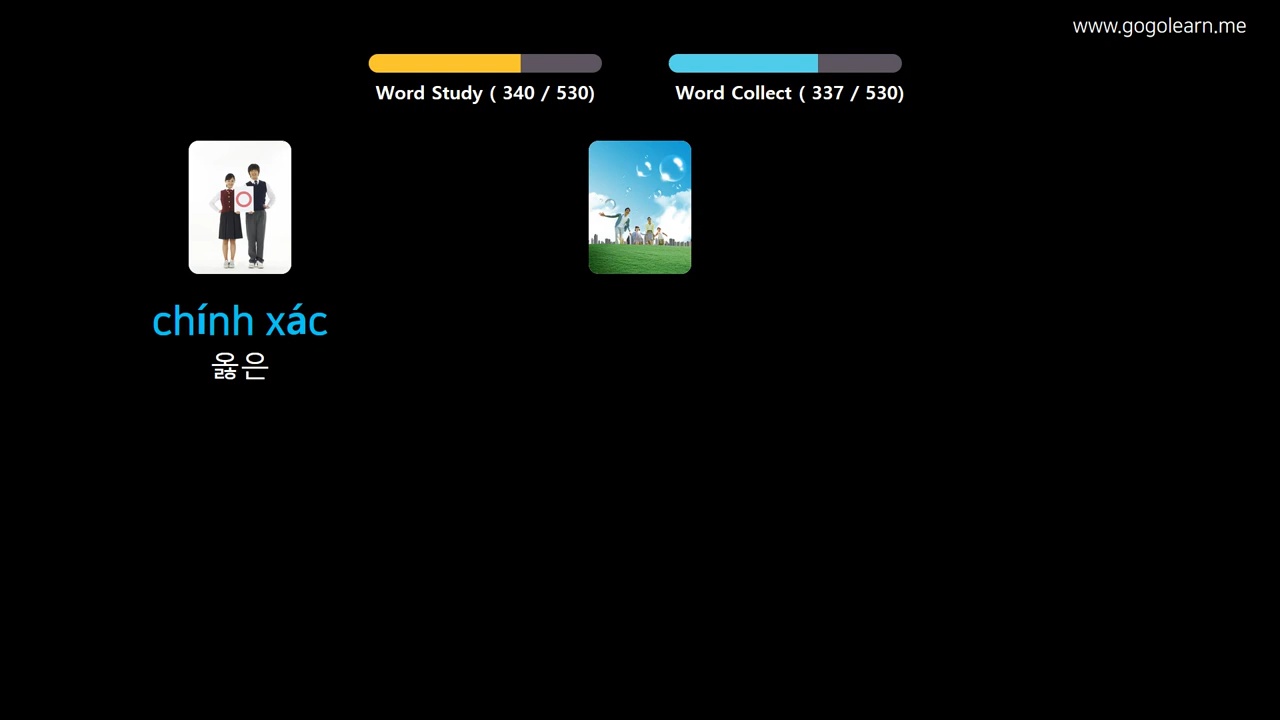 www.gogolearn.me
Word Study ( 340 / 530)
Word Collect ( 337 / 530)
chính xác
옳은